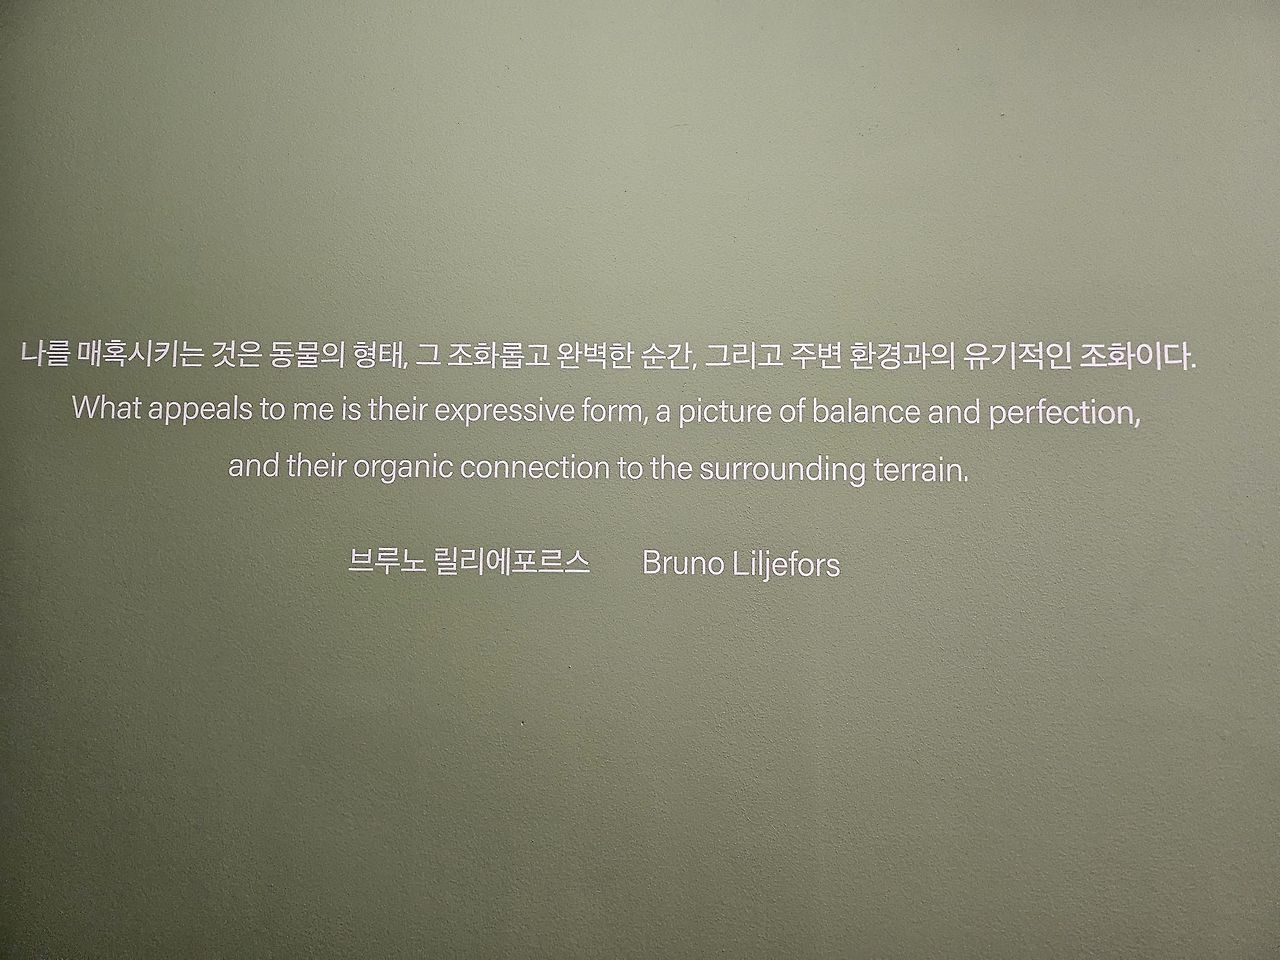 나를 매혹시키는 것은 동물의 형태, 그 조화롭고 완벽한 순간, 그리고 주변 환경과의 유기적인 조화이다.
What appeals to me is their expressive form, a picture of balance and perfection,
and their organic connection to the surrounding terrain.
브루노 릴리에포르스 Bruno Liljefors